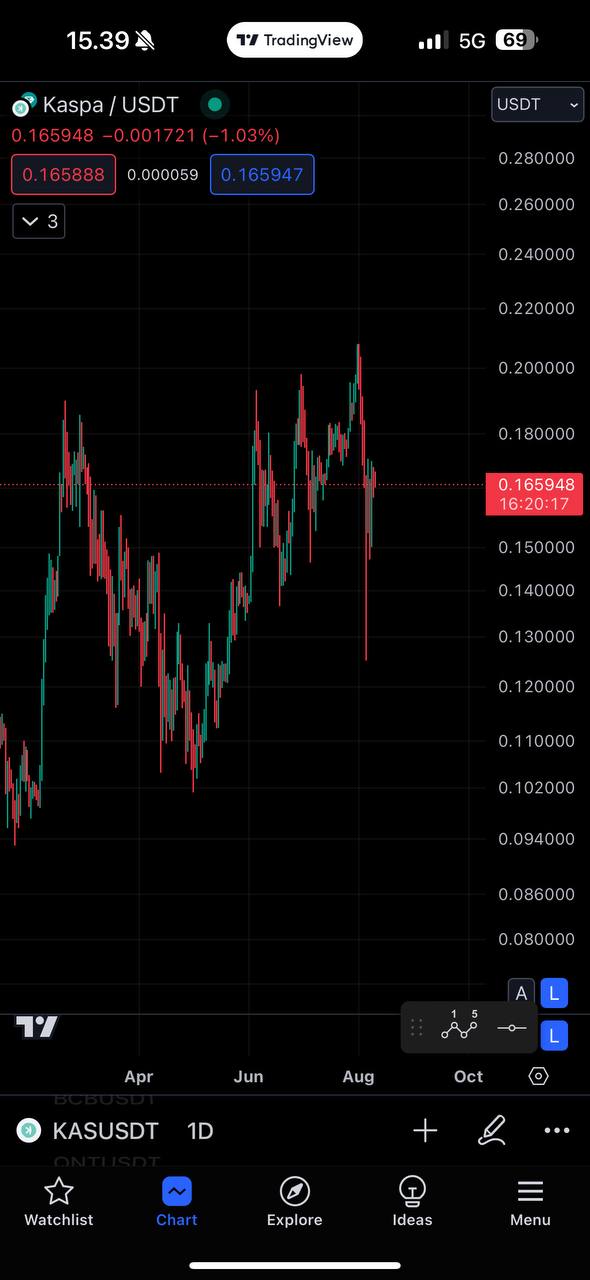 15.39
TradingView
5G
69
Kaspa / USDT
USDT
0.165948 −0.001721 (−1.03%)
0.165888
0.000059
0.165947
3
0.280000
0.260000
0.240000
0.220000
0.200000
0.180000
0.165948
16:20:17
0.150000
0.140000
0.130000
0.120000
0.110000
0.102000
0.094000
0.086000
0.080000
A
L
1 5
L
Apr Jun Aug Oct
BCBUSDT
KASUSDT 1D
ONTUSDT
Watchlist Chart Explore Ideas Menu